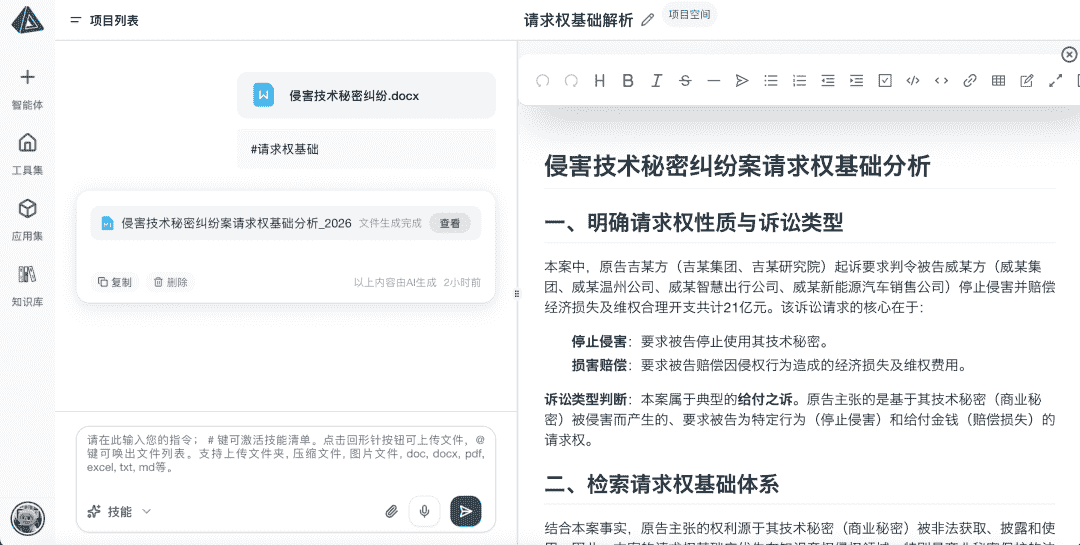 项目列表
请求权基础解析
项目空间
智能体
工具集
应用集
知识库
侵害技术秘密纠纷.docx
#请求权基础
侵害技术秘密纠纷案请求权基础分析_2026
文件生成完成
查看
复制
删除
以上内容由AI生成
2小时前
请在此输入您的指令； # 键可激活技能清单。点击回形针按钮可上传文件， @
键可唤出文件列表。支持上传文件夹, 压缩文件, 图片文件, doc, docx, pdf,
excel, txt, md等。
技能
H B I S
侵害技术秘密纠纷案请求权基础分析
一、明确请求权性质与诉讼类型
本案中，原告吉某方（吉某集团、吉某研究院）起诉要求判令被告威某方（威某集
团、威某温州公司、威某智慧出行公司、威某新能源汽车销售公司）停止侵害并赔偿
经济损失及维权合理开支共计21亿元。该诉讼请求的核心在于：
停止侵害：要求被告停止使用其技术秘密。
损害赔偿：要求被告赔偿因侵权行为造成的经济损失及维权费用。
诉讼类型判断：本案属于典型的给付之诉。原告主张的是基于其技术秘密（商业秘
密）被侵害而产生的、要求被告为特定行为（停止侵害）和给付金钱（赔偿损失）的
请求权。
二、检索请求权基础体系
结合本案事实，原告主张的权利源于其技术秘密（商业秘密）被非法获取、披露和使